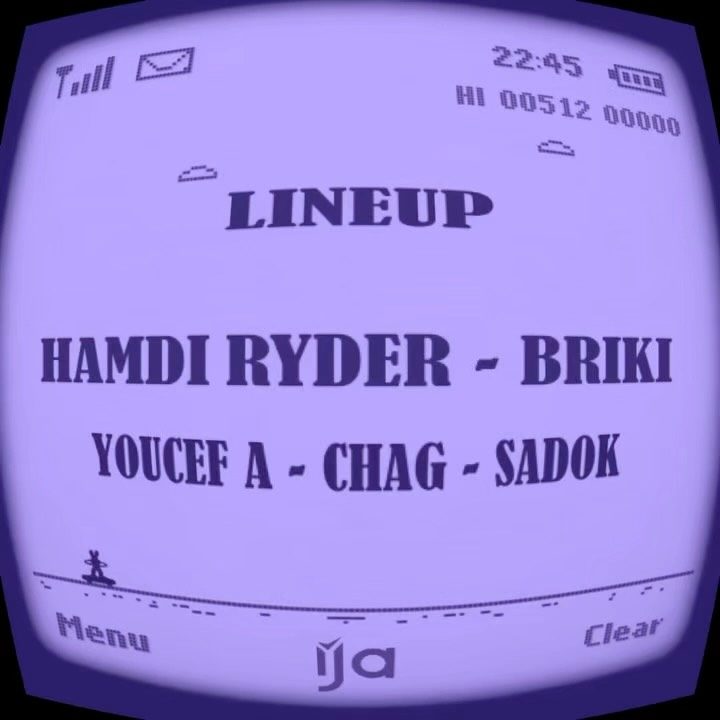 22:45
HI 00512 00000
LINEUP
HAMDI RYDER - BRIKI
YOUCEF A - CHAG - SADOK
Menu
ija
Clear